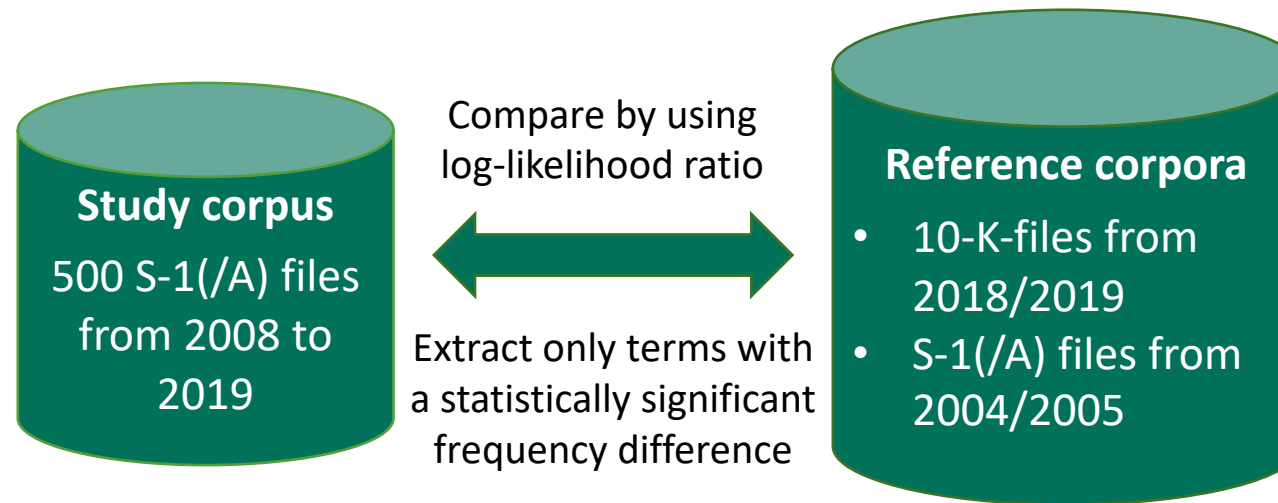 Study corpus
500 S-1(/A) files
from 2008 to
2019
Compare by using
log-likelihood ratio
Extract only terms with
a statistically significant
frequency difference
Reference corpora
• 10-K-files from
2018/2019
• S-1(/A) files from
2004/2005